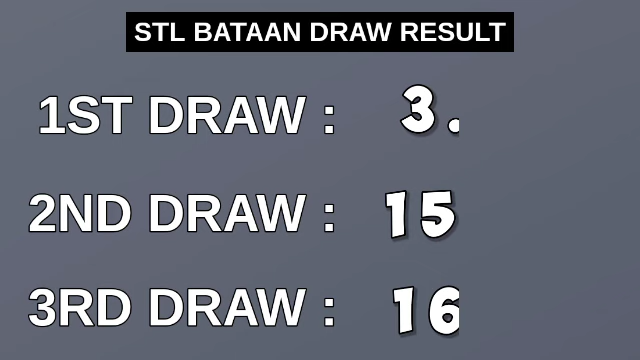 STL BATAAN DRAW RESULT
1ST DRAW : 3.
2ND DRAW : 15
3RD DRAW : 16